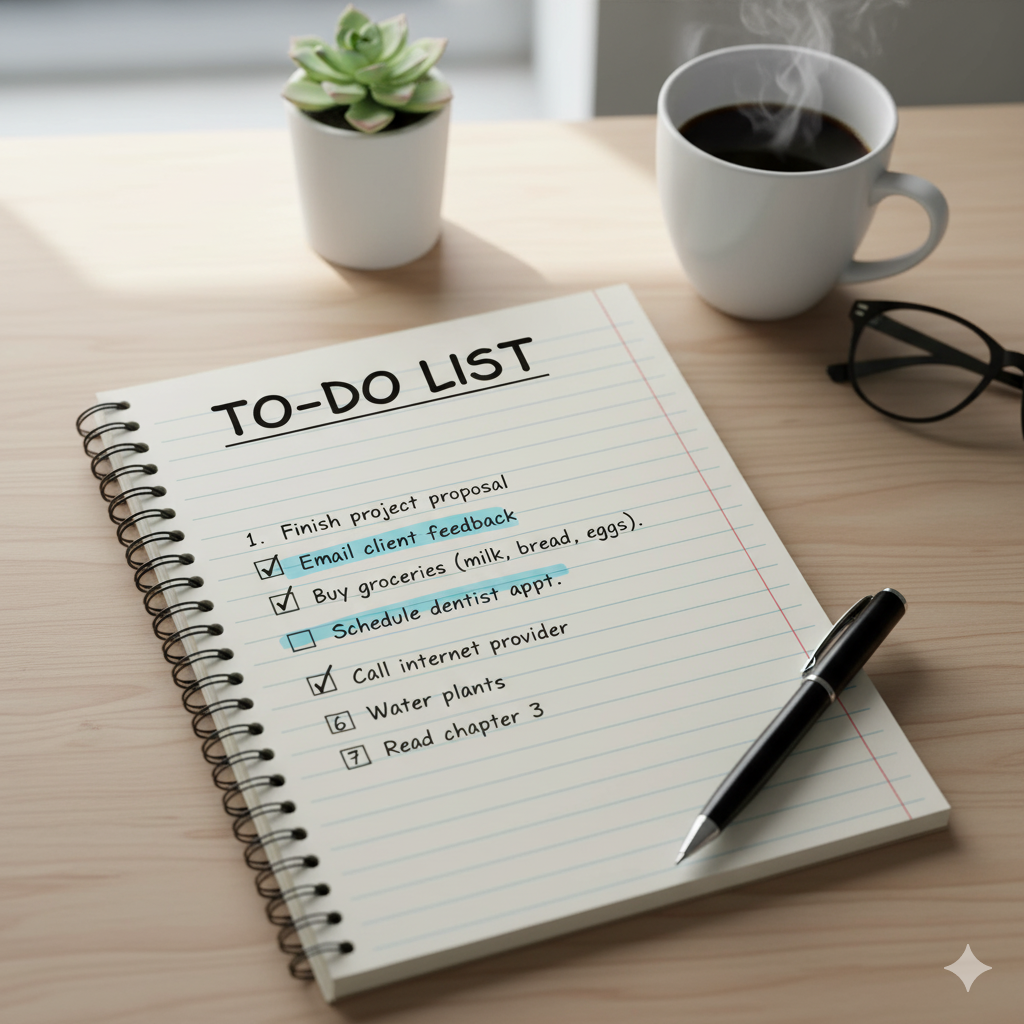 TO-DO LIST
1. Finish project proposal
Email client feedback
Buy groceries (milk, bread, eggs).
Schedule dentist appt.
Call internet provider
6 Water plants
7 Read chapter 3